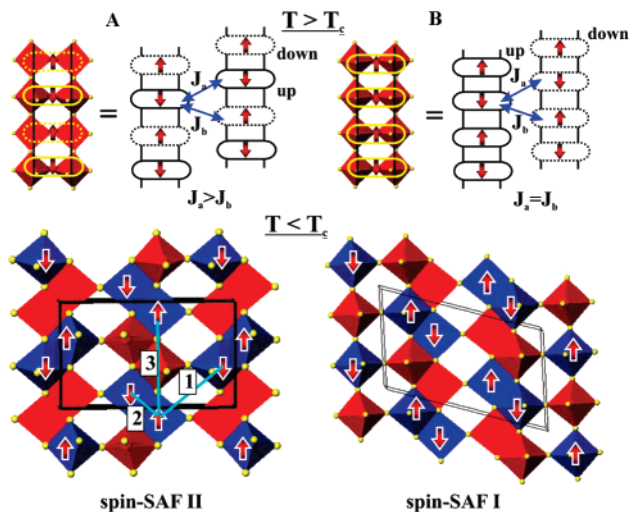 A T > Tc B
down
up
Ja
Jb
=
Ja>Jb
up
down
Ja
Jb
=
Ja=Jb
T < Tc
3
1
2
spin-SAF II
spin-SAF I